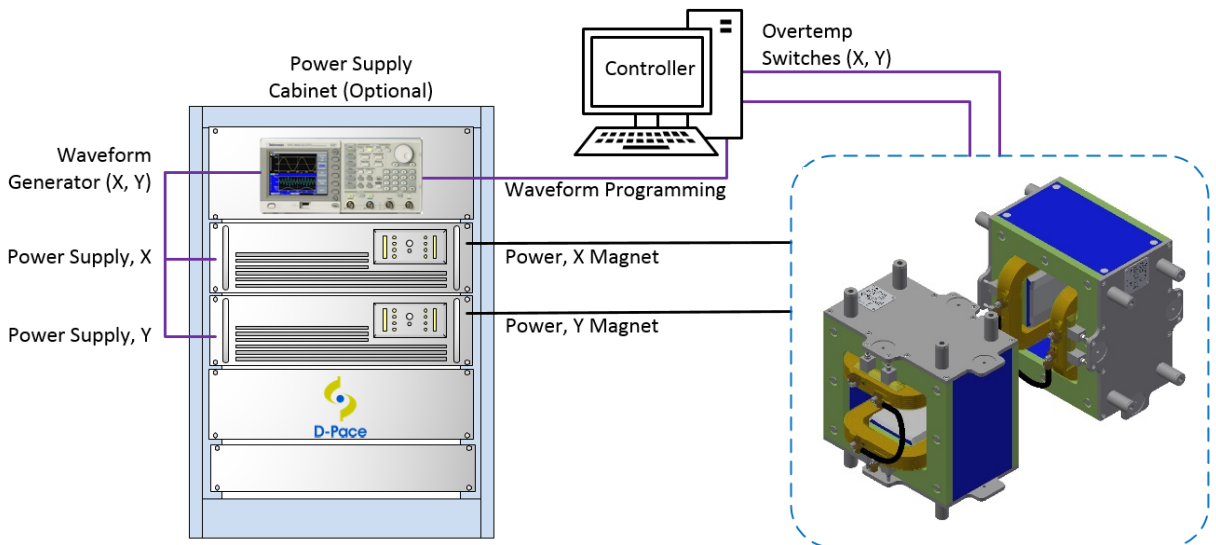 Power Supply
Cabinet (Optional)
Controller
Overtemp
Switches (X, Y)
Waveform
Generator (X, Y)
Waveform Programming
Power Supply, X
Power, X Magnet
Power Supply, Y
Power, Y Magnet
D-Pace